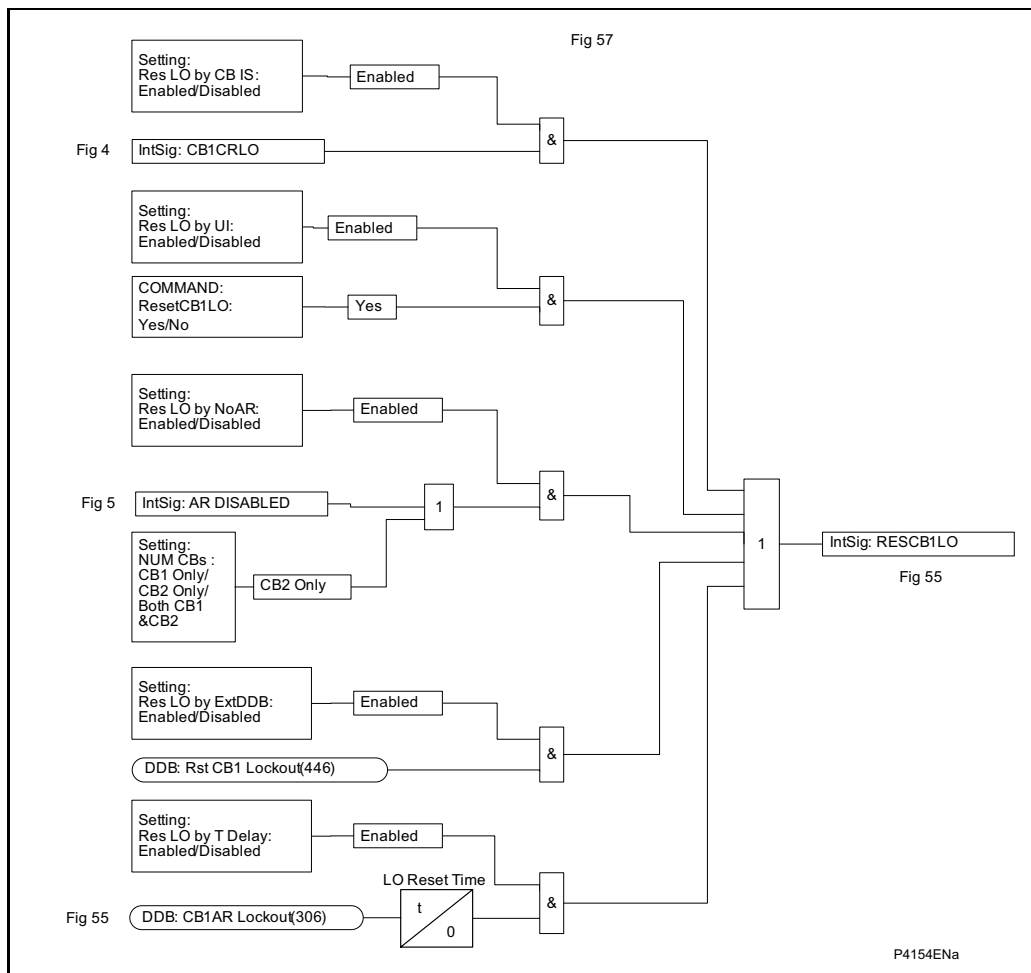 Fig 57
Setting:
Res LO by CB IS:
Enabled/Disabled
Enabled
&
Fig 4
IntSig: CB1CRLO
Setting:
Res LO by UI:
Enabled/Disabled
Enabled
COMMAND:
ResetCB1LO:
Yes/No
Yes
&
Setting:
Res LO by NoAR:
Enabled/Disabled
Enabled
&
Fig 5
IntSig: AR DISABLED
1
Setting:
NUM CBs :
CB1 Only/
CB2 Only/
Both CB1
&CB2
CB2 Only
1
IntSig: RESCB1LO
Fig 55
Setting:
Res LO by ExtDDB:
Enabled/Disabled
Enabled
&
DDB: Rst CB1 Lockout(446)
Setting:
Res LO by T Delay:
Enabled/Disabled
Enabled
LO Reset Time
&
Fig 55
DDB: CB1AR Lockout(306)
t
0
P4154ENa